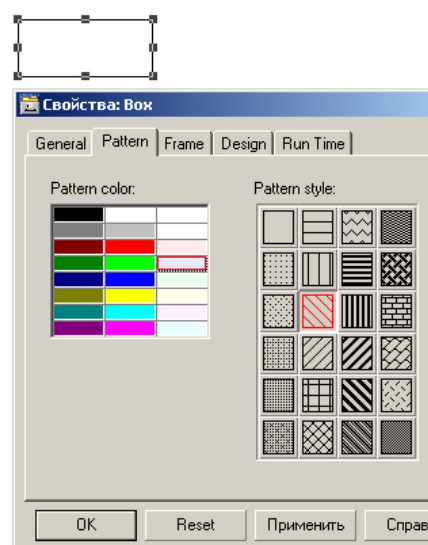 Свойства: Box
General Pattern Frame Design Run Time
Pattern color: Pattern style:
OK Reset Применить Справ